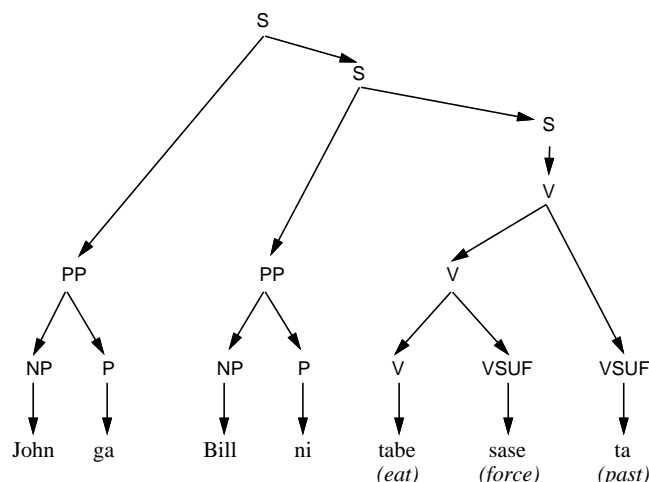 S
S
S
V
PP PP V
NP P NP P V VSUF VSUF
John ga Bill ni tabe sase ta
(eat) (force) (past)